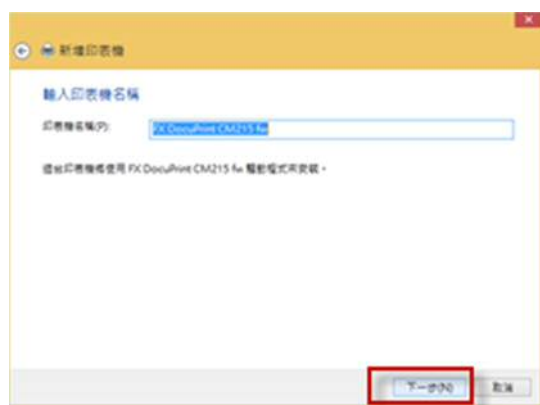 新增印表機
輸入印表機名稱
印表機名稱(P):
FX DocuPrint CM215 fw
這台印表機將使用 FX DocuPrint CM215 fw 驅動程式來安裝。
下一步(N)
取消